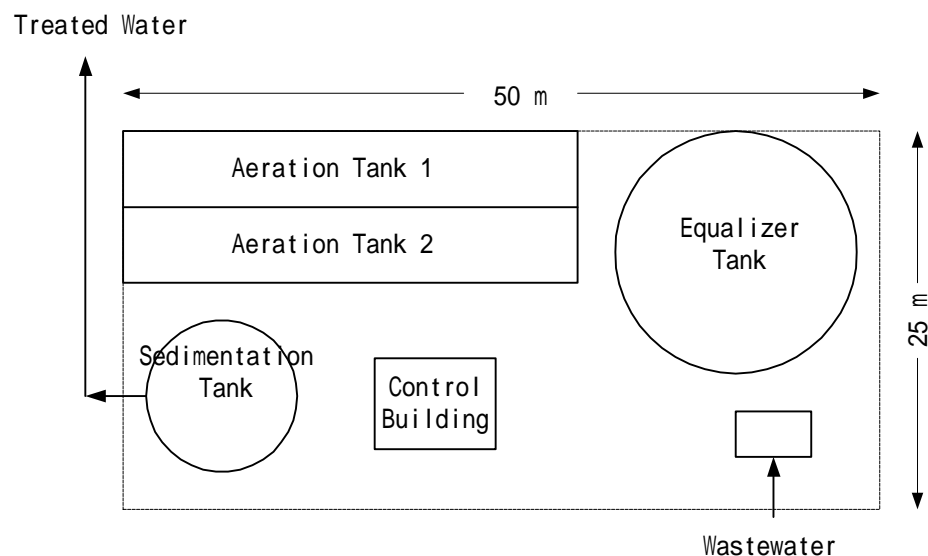 Treated Water
50 m
Aeration Tank 1
Aeration Tank 2
Equalizer
Tank
25 m
Sedimentation
Tank
Control
Building
Wastewater